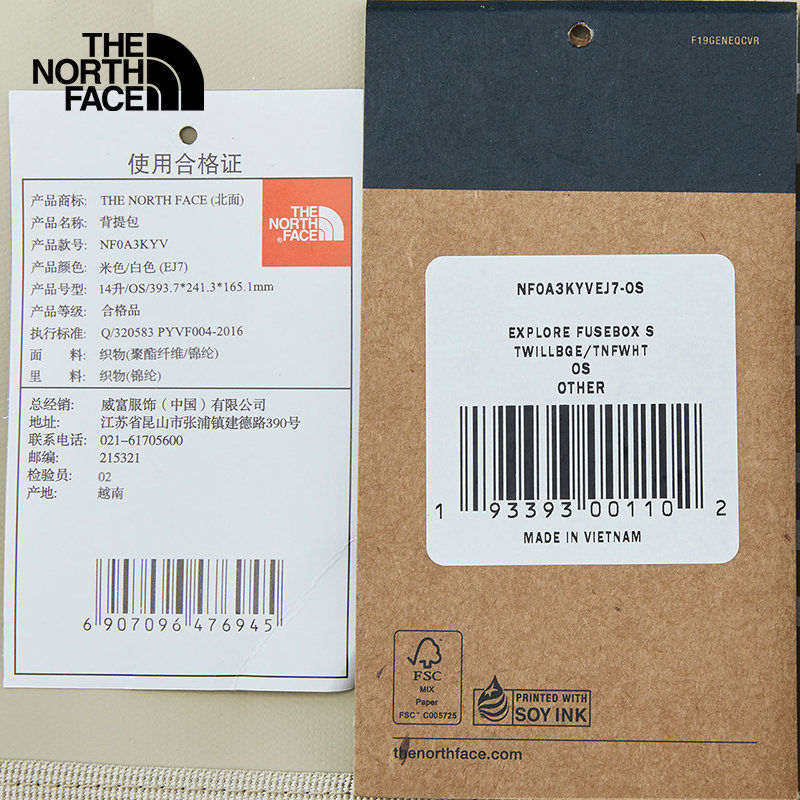 THE
NORTH
FACE
使用合格证
产品商标: THE NORTH FACE (北面)
产品名称: 背提包
产品款号: NF0A3KYV
产品颜色: 米色/白色 (EJ7)
产品号型: 14升/OS/393.7*241.3*165.1mm
产品等级: 合格品
执行标准: Q/320583 PYVF004-2016
面 料: 织物(聚酯纤维/锦纶)
里 料: 织物(锦纶)
THE
NORTH
FACE
总经销: 威富服饰(中国)有限公司
地址: 江苏省昆山市张浦镇建德路390号
联系电话: 021-61705600
邮编: 215321
检验员: 02
产地: 越南
6 907096 476945
F19GENEQCVR
NF0A3KYVEJ7-OS
EXPLORE FUSEBOX S
TWILLBGE/TNFWHT
OS
OTHER
1 93393 00110 2
MADE IN VIETNAM
FSC
MIX
Paper
FSC™ C005725
PRINTED WITH
SOY INK
thenorthface.com